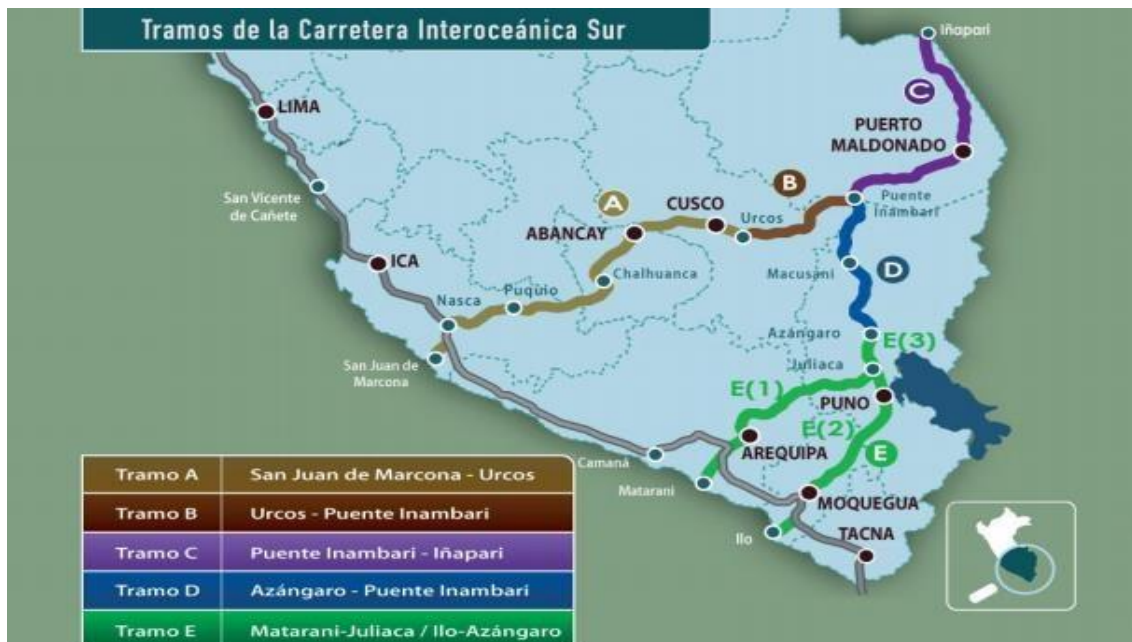 Tramos de la Carretera Interoceánica Sur
Iñapari
C
LIMA
PUERTO
MALDONADO
San Vicente
de Cañete
B
Puente
Inambari
A
CUSCO
Urcos
ABANCAY
ICA
Chalhuanca
Macusani
D
Nasca
Puquio
Azángaro
E(3)
San Juan de
Marcona
Juliaca
E(1)
PUNO
E(2)
AREQUIPA
E
Camaná
Matarani
MOQUEGUA
Ilo
TACNA
Tramo A San Juan de Marcona - Urcos
Tramo B Urcos - Puente Inambari
Tramo C Puente Inambari - Iñapari
Tramo D Azángaro - Puente Inambari
Tramo E Matarani-Juliaca / Ilo-Azángaro